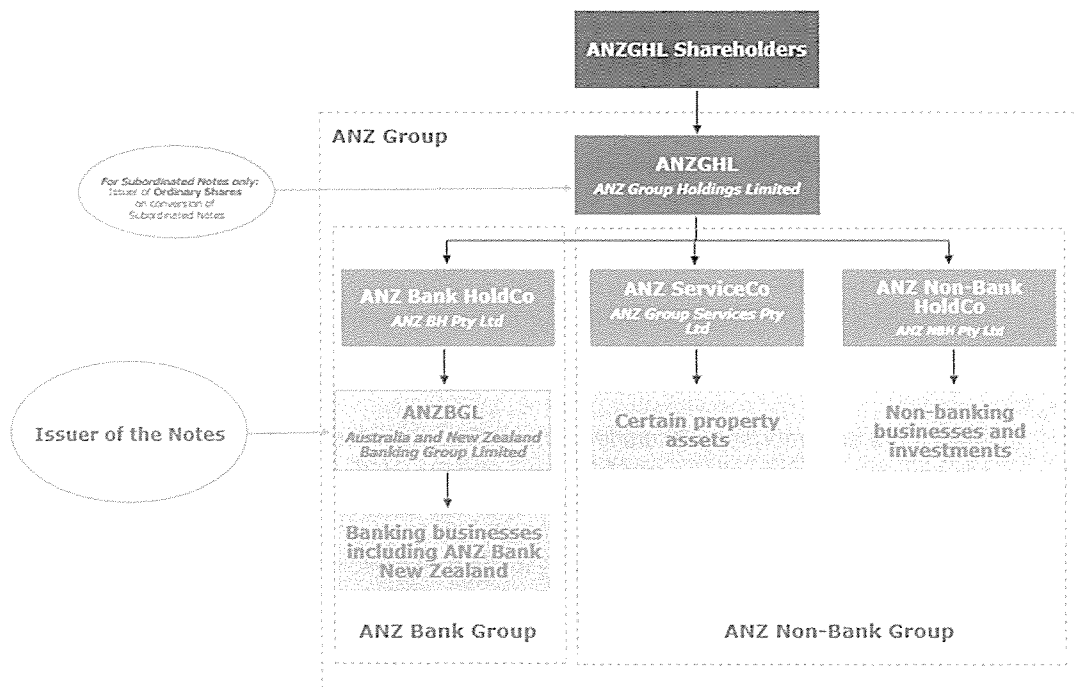 ANZGHL Shareholders
ANZ Group
ANZGHL
ANZ Group Holdings Limited
For Subordinated Notes only:
Issuer of Ordinary Shares
on conversion of
Subordinated Notes
ANZ Bank HoldCo
ANZ BH Pty Ltd
ANZ ServiceCo
ANZ Group Services Pty
Ltd
ANZ Non-Bank
HoldCo
ANZ NBH Pty Ltd
Issuer of the Notes
ANZBGL
Australia and New Zealand
Banking Group Limited
Certain property
assets
Non-banking
businesses and
investments
Banking businesses
including ANZ Bank
New Zealand
ANZ Bank Group
ANZ Non-Bank Group